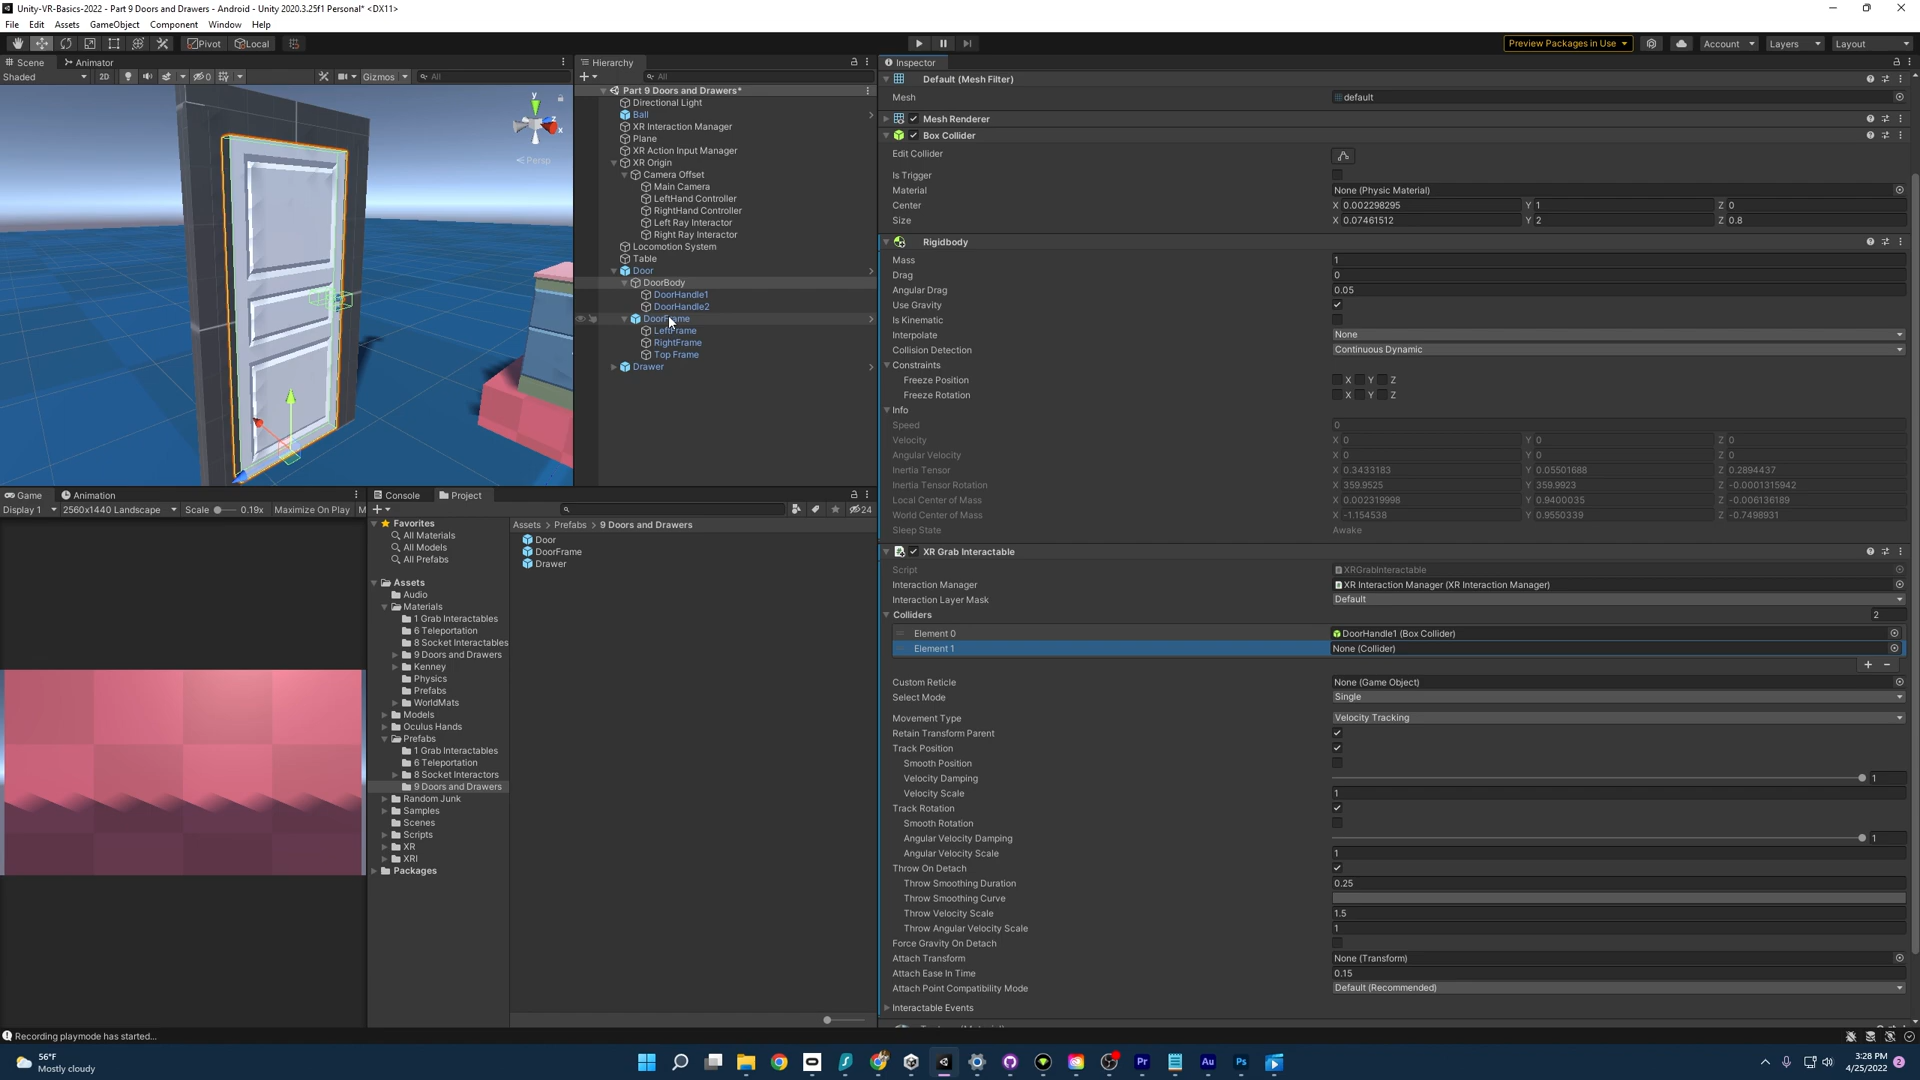 Unity-VR-Basics-2022 - Part 9 Doors and Drawers - Android - Unity 2020.3.25f1 Personal* <DX11>
File Edit Assets GameObject Component Window Help
Pivot Local
Preview Packages in Use Account Layers Layout
Scene Animator
Shaded 2D 0 Gizmos All
y
x
z
Persp
Hierarchy
All
Part 9 Doors and Drawers*
Directional Light
Ball
XR Interaction Manager
Plane
XR Action Input Manager
XR Origin
Camera Offset
Main Camera
LeftHand Controller
RightHand Controller
Left Ray Interactor
Right Ray Interactor
Locomotion System
Table
Door
DoorBody
DoorHandle1
DoorHandle2
DoorFrame
LeftFrame
RightFrame
Top Frame
Drawer
Game Animation
Display 1 2560x1440 Landscape Scale 0.19x Maximize On Play M
Console Project
24
Favorites
All Materials
All Models
All Prefabs
Assets
Audio
Materials
1 Grab Interactables
6 Teleportation
8 Socket Interactables
9 Doors and Drawers
Kenney
Physics
Prefabs
WorldMats
Models
Oculus Hands
Prefabs
1 Grab Interactables
6 Teleportation
8 Socket Interactors
9 Doors and Drawers
Random Junk
Samples
Scenes
Scripts
XR
XRI
Packages
Assets > Prefabs > 9 Doors and Drawers
Door
DoorFrame
Drawer
Inspector
Default (Mesh Filter)
Mesh default
Mesh Renderer
Box Collider
Edit Collider
Is Trigger
Material None (Physic Material)
Center X 0.002298295 Y 1 Z 0
Size X 0.07461512 Y 2 Z 0.8
Rigidbody
Mass 1
Drag 0
Angular Drag 0.05
Use Gravity
Is Kinematic
Interpolate None
Collision Detection Continuous Dynamic
Constraints
Freeze Position X Y Z
Freeze Rotation X Y Z
Info
Speed 0
Velocity X 0 Y 0 Z 0
Angular Velocity X 0 Y 0 Z 0
Inertia Tensor X 0.3433183 Y 0.05501688 Z 0.2894437
Inertia Tensor Rotation X 359.9525 Y 359.9923 Z -0.0001315942
Local Center of Mass X 0.002319998 Y 0.9400035 Z -0.006136189
World Center of Mass X -1.154538 Y 0.9550339 Z -0.7498931
Sleep State Awake
XR Grab Interactable
Script XRGrabInteractable
Interaction Manager XR Interaction Manager (XR Interaction Manager)
Interaction Layer Mask Default
Colliders 2
Element 0 DoorHandle1 (Box Collider)
Element 1 None (Collider)
+ −
Custom Reticle None (Game Object)
Select Mode Single
Movement Type Velocity Tracking
Retain Transform Parent
Track Position
Smooth Position
Velocity Damping 1
Velocity Scale 1
Track Rotation
Smooth Rotation
Angular Velocity Damping 1
Angular Velocity Scale 1
Throw On Detach
Throw Smoothing Duration 0.25
Throw Smoothing Curve
Throw Velocity Scale 1.5
Throw Angular Velocity Scale 1
Force Gravity On Detach
Attach Transform None (Transform)
Attach Ease In Time 0.15
Attach Point Compatibility Mode Default (Recommended)
Interactable Events
Recording playmode has started...
56°F
Mostly cloudy
Pr Au Ps
3:28 PM
4/25/2022
2